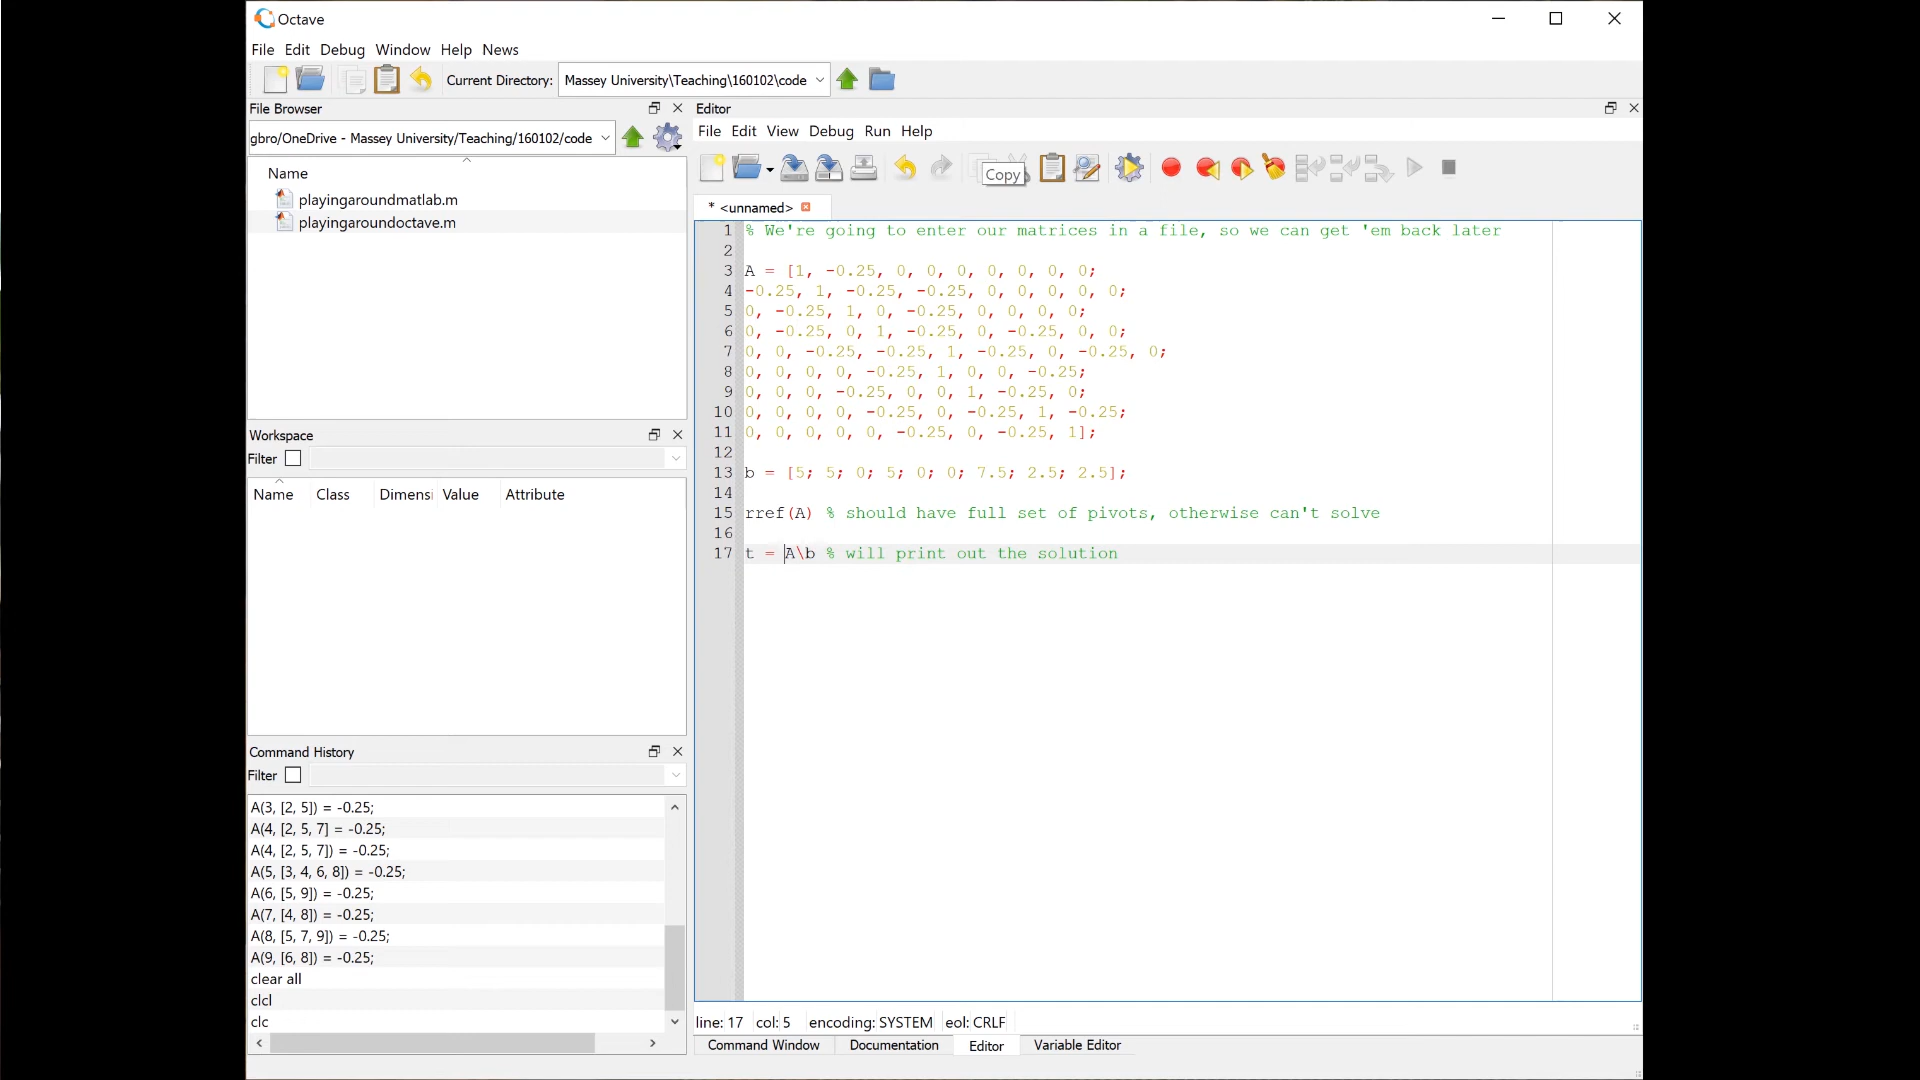 Octave
File Edit Debug Window Help News
Current Directory: Massey University\Teaching\160102\code
File Browser
gbro/OneDrive - Massey University/Teaching/160102/code
Name
playingaroundmatlab.m
playingaroundoctave.m
Workspace
Filter
Name Class Dimensi Value Attribute
Command History
Filter
A(3, [2, 5]) = -0.25;
A(4, [2, 5, 7] = -0.25;
A(4, [2, 5, 7]) = -0.25;
A(5, [3, 4, 6, 8]) = -0.25;
A(6, [5, 9]) = -0.25;
A(7, [4, 8]) = -0.25;
A(8, [5, 7, 9]) = -0.25;
A(9, [6, 8]) = -0.25;
clear all
clcl
clc
Editor
File Edit View Debug Run Help
Copy
* <unnamed>
1 % We're going to enter our matrices in a file, so we can get 'em back later
2
3 A = [1, -0.25, 0, 0, 0, 0, 0, 0, 0;
4 -0.25, 1, -0.25, -0.25, 0, 0, 0, 0, 0;
5 0, -0.25, 1, 0, -0.25, 0, 0, 0, 0;
6 0, -0.25, 0, 1, -0.25, 0, -0.25, 0, 0;
7 0, 0, -0.25, -0.25, 1, -0.25, 0, -0.25, 0;
8 0, 0, 0, 0, -0.25, 1, 0, 0, -0.25;
9 0, 0, 0, -0.25, 0, 0, 1, -0.25, 0;
10 0, 0, 0, 0, -0.25, 0, -0.25, 1, -0.25;
11 0, 0, 0, 0, 0, -0.25, 0, -0.25, 1];
12
13 b = [5; 5; 0; 5; 0; 0; 7.5; 2.5; 2.5];
14
15 rref(A) % should have full set of pivots, otherwise can't solve
16
17 t = A\b % will print out the solution
line: 17 col: 5 encoding: SYSTEM eol: CRLF
Command Window Documentation Editor Variable Editor